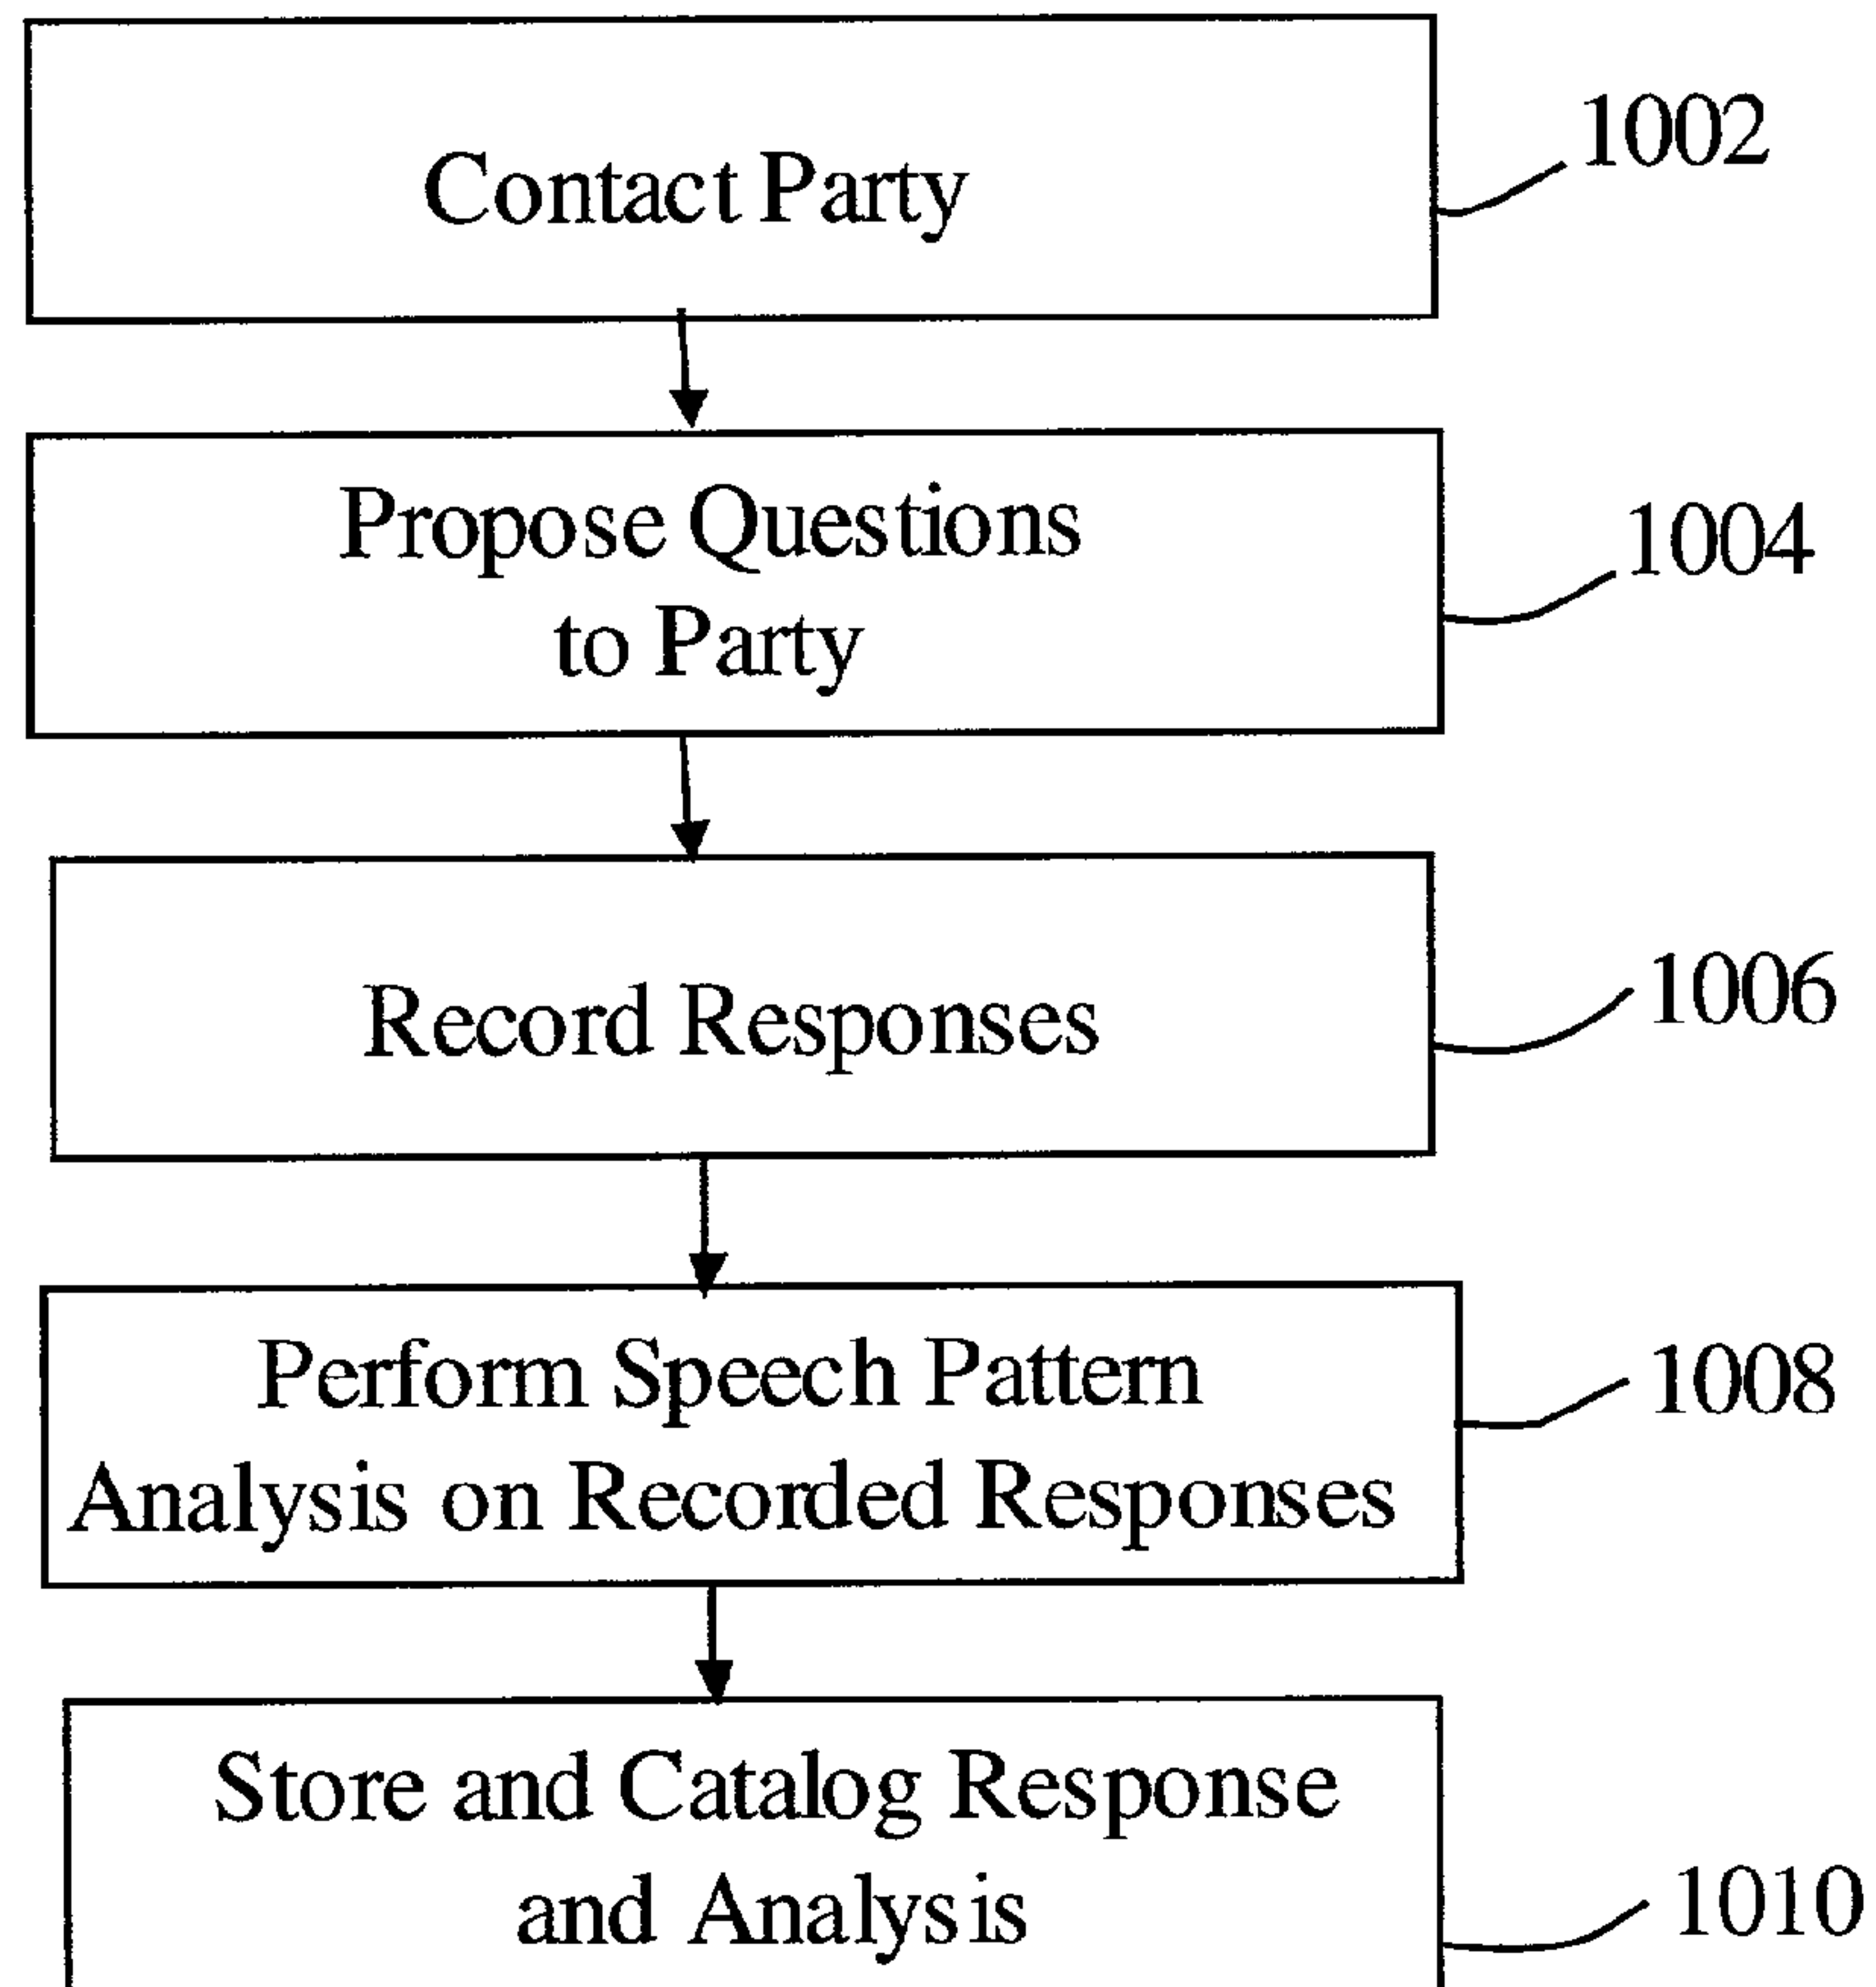 Contact Party
1002
Propose Questions
to Party
1004
Record Responses
1006
Perform Speech Pattern
Analysis on Recorded Responses
1008
Store and Catalog Response
and Analysis
1010